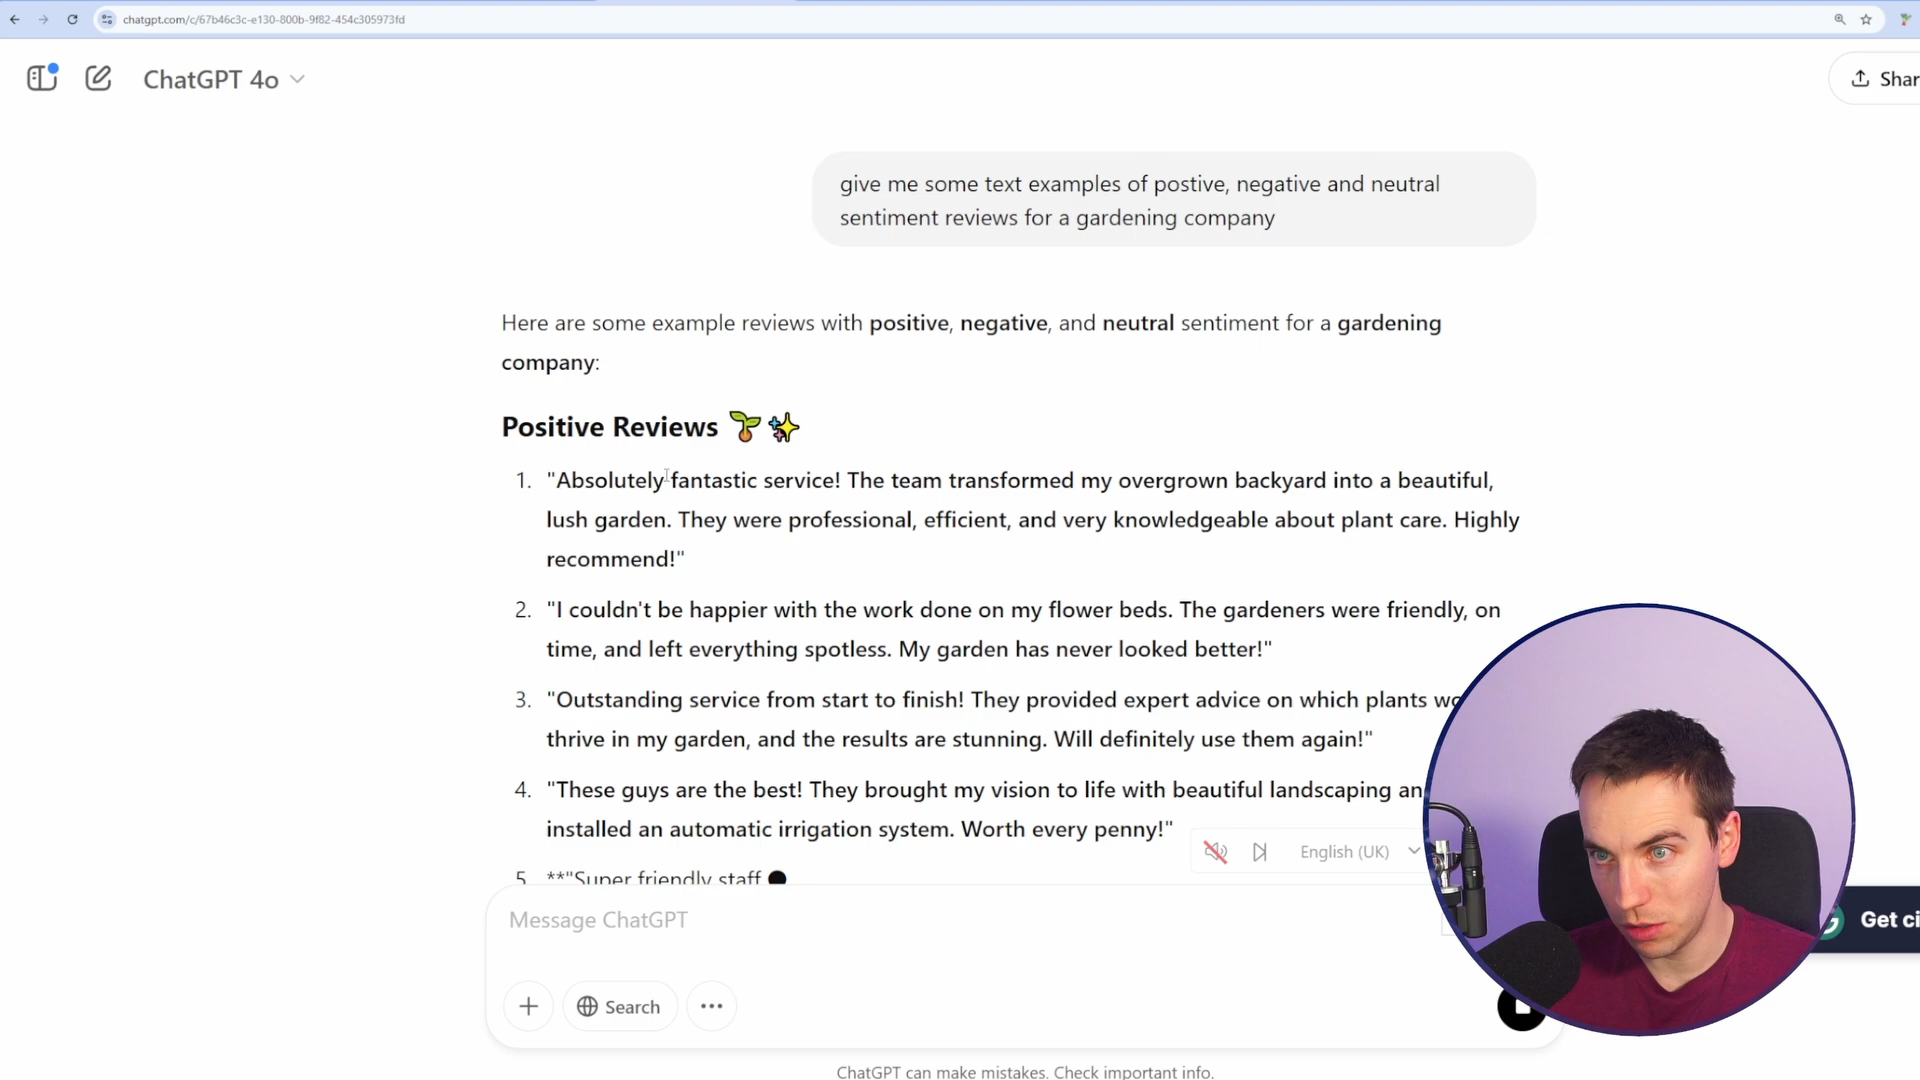 chatgpt.com/c/67b46c3c-e130-800b-9f82-454c305973fd
ChatGPT 4o
Shar
give me some text examples of postive, negative and neutral
sentiment reviews for a gardening company
Here are some example reviews with positive, negative, and neutral sentiment for a gardening
company:
Positive Reviews
1. "Absolutely fantastic service! The team transformed my overgrown backyard into a beautiful,
lush garden. They were professional, efficient, and very knowledgeable about plant care. Highly
recommend!"
2. "I couldn't be happier with the work done on my flower beds. The gardeners were friendly, on
time, and left everything spotless. My garden has never looked better!"
3. "Outstanding service from start to finish! They provided expert advice on which plants wo
thrive in my garden, and the results are stunning. Will definitely use them again!"
4. "These guys are the best! They brought my vision to life with beautiful landscaping an
installed an automatic irrigation system. Worth every penny!"
English (UK)
5. **"Super friendly staff
Message ChatGPT
Get ci
Search
ChatGPT can make mistakes. Check important info.